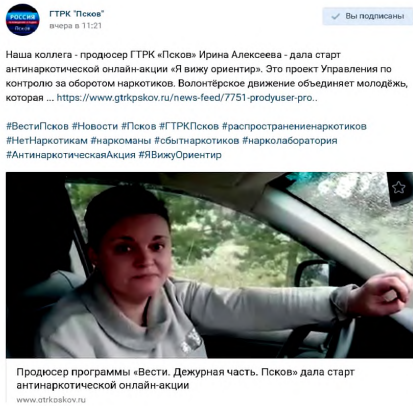 РОССИЯ
Псков
ГТРК "Псков"
вчера в 11:21
Вы подписаны
Наша коллега - продюсер ГТРК «Псков» Ирина Алексеева - дала старт
антинаркотической онлайн-акции «Я вижу ориентир». Это проект Управления по
контролю за оборотом наркотиков. Волонтёрское движение объединяет молодёжь,
которая ... https://www.gtrkpskov.ru/news-feed/7751-prodyuser-pro..
#ВестиПсков #Новости #Псков #ГТРКПсков #распространениенаркотиков
#НетНаркотикам #наркоманы #сбытнаркотиков #нарколаборатория
#АнтинаркотическаяАкция #ЯВижуОриентир
Продюсер программы «Вести. Дежурная часть. Псков» дала старт
антинаркотической онлайн-акции
www.gtrkpskov.ru